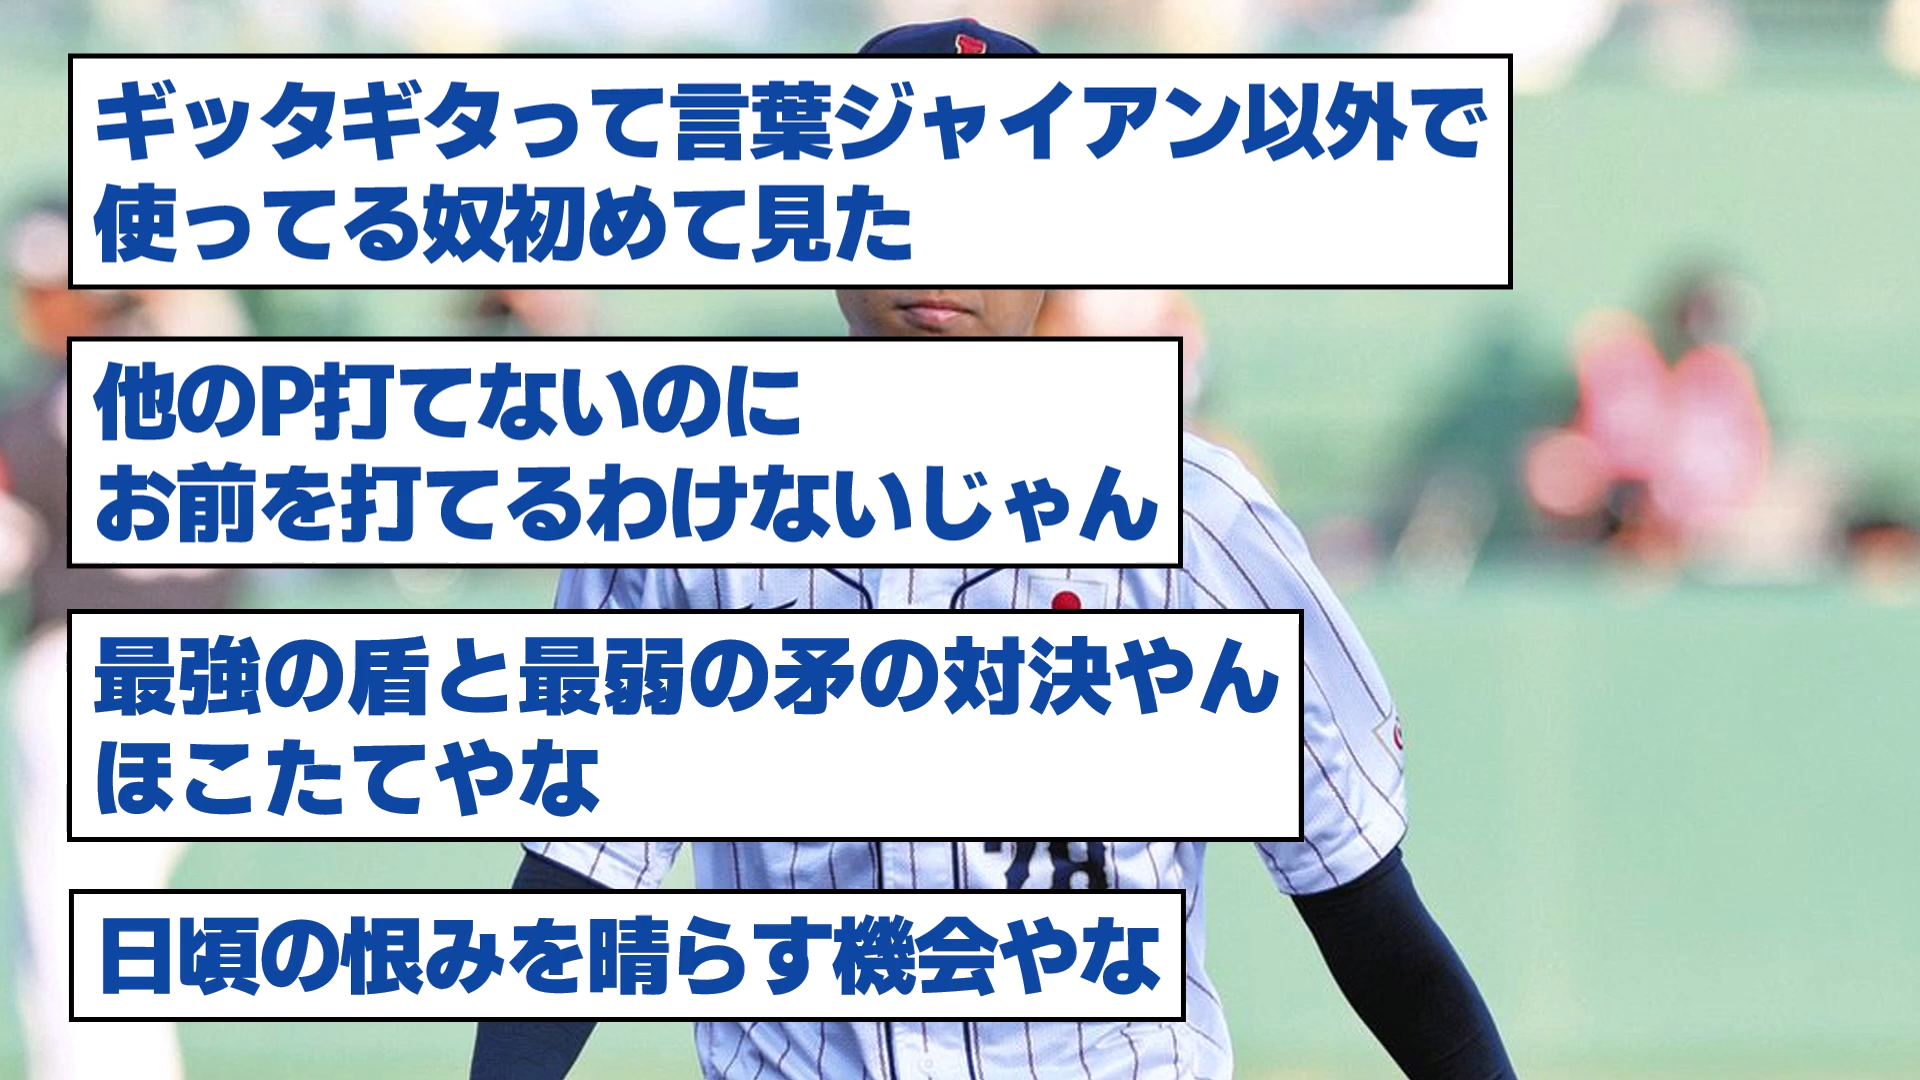 ギッタギタって言葉ジャイアン以外で
使ってる奴初めて見た
他のP打てないのに
お前を打てるわけないじゃん
最強の盾と最弱の矛の対決やん
ほこたてやな
日頃の恨みを晴らす機会やな